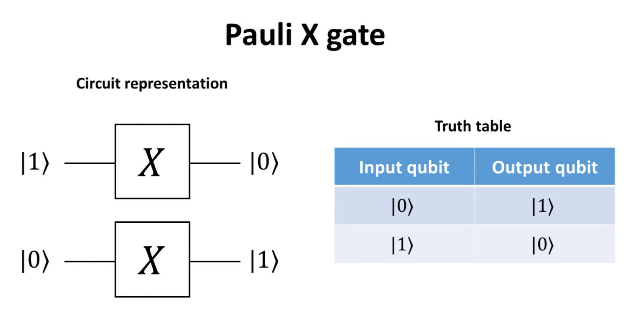 Pauli X gate
Circuit representation
|1⟩ X |0⟩
|0⟩ X |1⟩
Truth table
Input qubit Output qubit
|0⟩ |1⟩
|1⟩ |0⟩